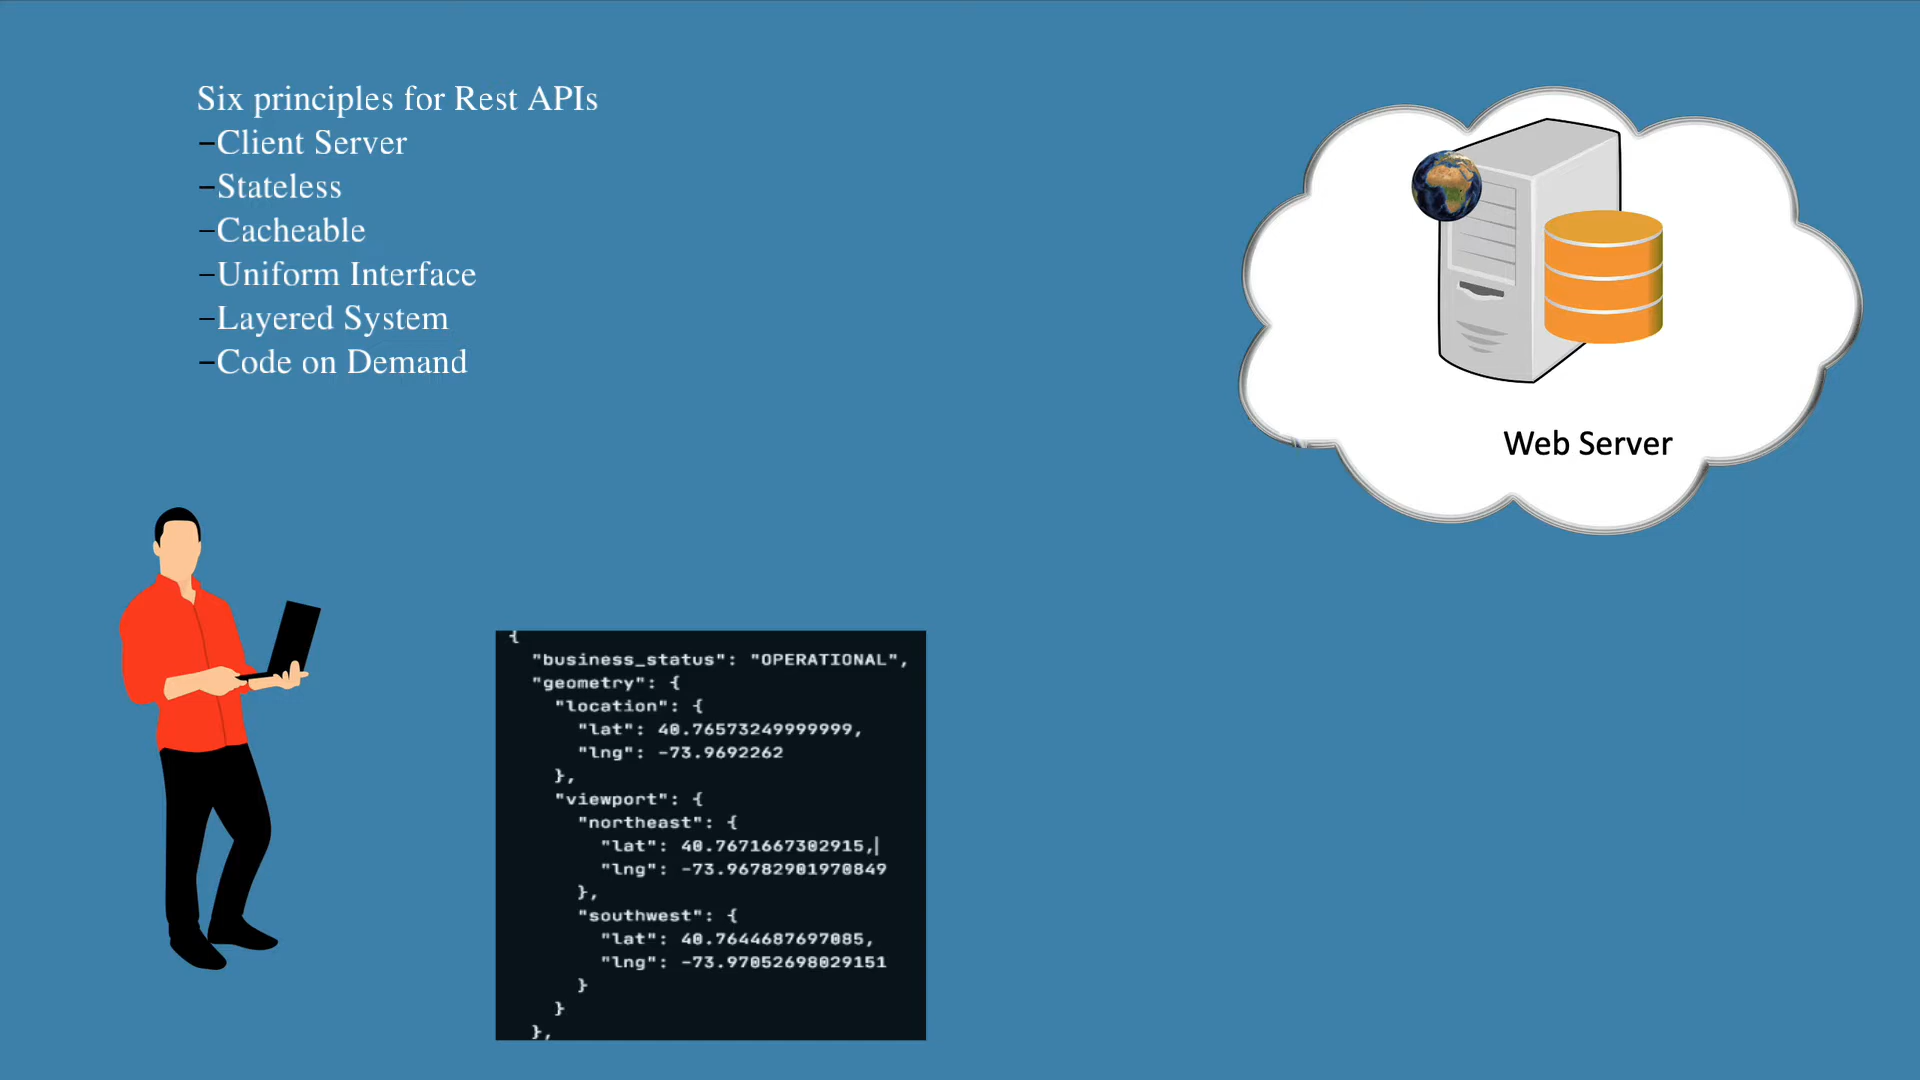 Six principles for Rest APIs
-Client Server
-Stateless
-Cacheable
-Uniform Interface
-Layered System
-Code on Demand
Web Server
{
"business_status": "OPERATIONAL",
"geometry": {
"location": {
"lat": 40.76573249999999,
"lng": -73.9692262
},
"viewport": {
"northeast": {
"lat": 40.7671667302915,
"lng": -73.96782901970849
},
"southwest": {
"lat": 40.7644687697085,
"lng": -73.97052698029151
}
}
},